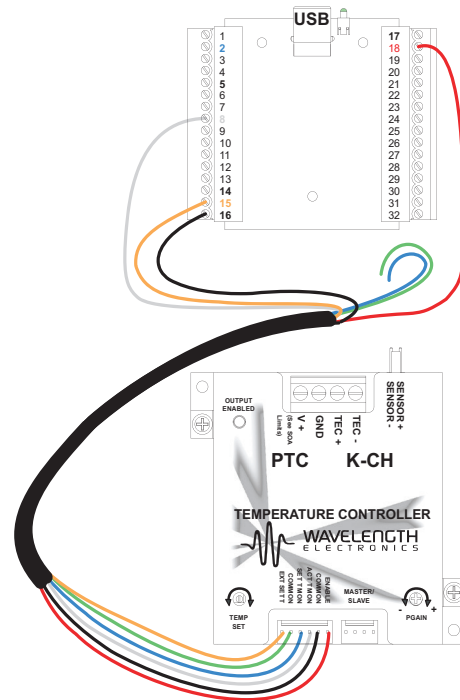 USB
1
2
3
4
5
6
7
8
9
10
11
12
13
14
15
16
17
18
19
20
21
22
23
24
25
26
27
28
29
30
31
32
OUTPUT
ENABLED
V +
(See SOA
Limits)
GND
TEC +
TEC -
SENSOR +
SENSOR -
PTC K-CH
TEMPERATURE CONTROLLER
WAVELENGTH
ELECTRONICS
EXT SET T
COMMON
SET T MON
ACT T MON
COMMON
ENABLE
MASTER/
SLAVE
TEMP
SET
- +
PGAIN